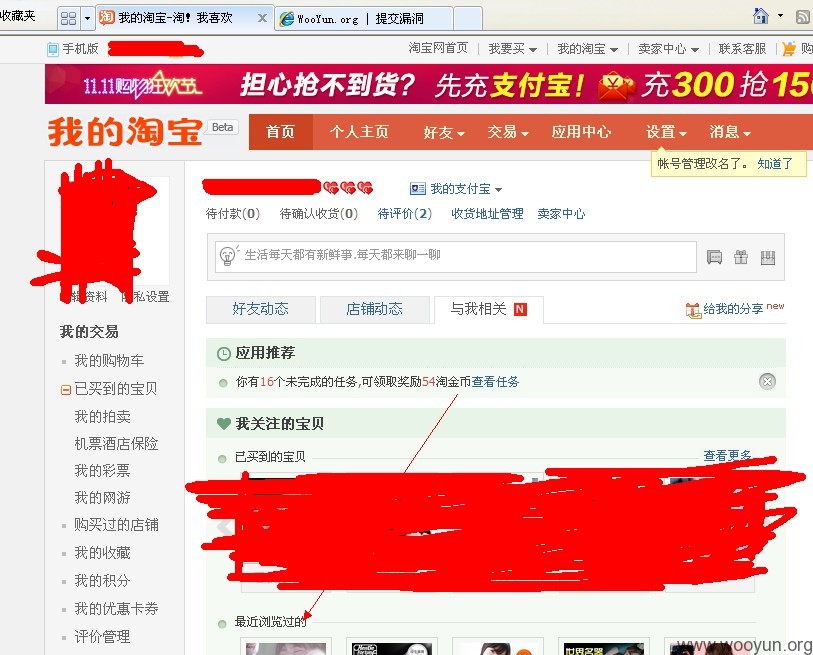 收藏夹 我的淘宝-淘! 我喜欢 WooYun.org | 提交漏洞
手机版 淘宝网首页 我要买 我的淘宝 卖家中心 联系客服 购
11.11购物狂欢节 担心抢不到货? 先充支付宝! 充300 抢150
我的淘宝 Beta 首页 个人主页 好友 交易 应用中心 设置 消息
帐号管理改名了。 知道了
我的支付宝
待付款(0) 待确认收货(0) 待评价(2) 收货地址管理 卖家中心
生活每天都有新鲜事.每天都来聊一聊
辑资料 私设置
好友动态 店铺动态 与我相关 N 给我的分享 new
我的交易
应用推荐
我的购物车
你有16个未完成的任务,可领取奖励54淘金币查看任务
已买到的宝贝
我的拍卖
我关注的宝贝
机票酒店保险
已买到的宝贝 查看更多
我的彩票
我的网游
购买过的店铺
我的收藏
我的积分
我的优惠卡券
最近浏览过的
评价管理
世界名器
www.wooyun.org